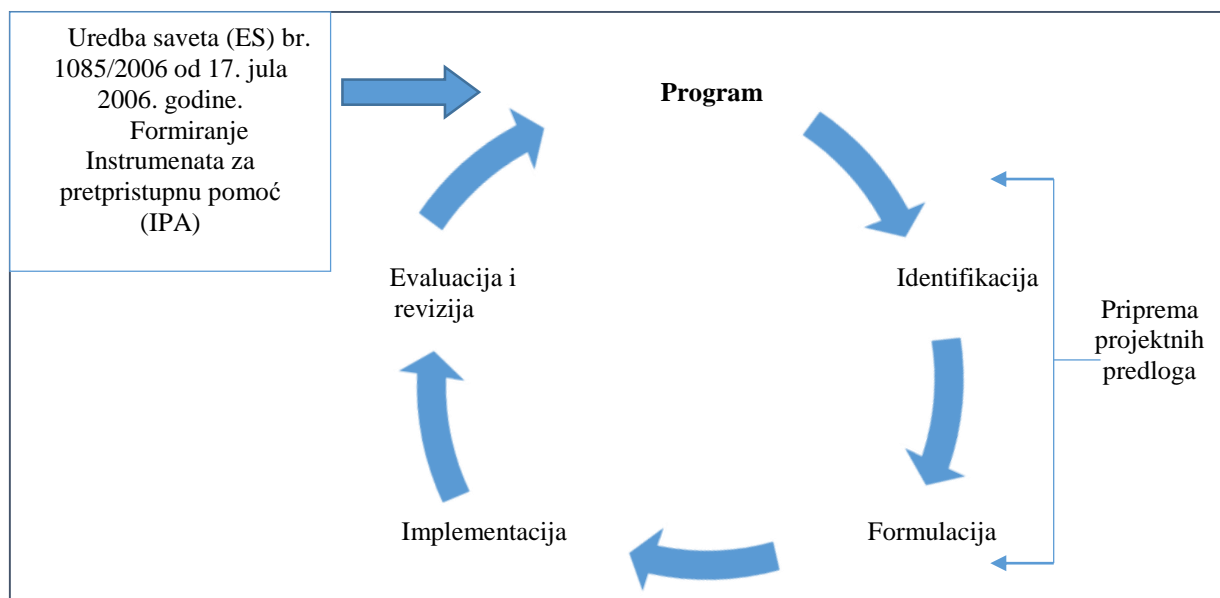 Uredba saveta (ES) br.
1085/2006 od 17. jula
2006. godine.
Formiranje
Instrumenata za
pretpristupnu pomoć
(IPA)
Program
Identifikacija
Priprema
projektnih
predloga
Formulacija
Implementacija
Evaluacija i
revizija